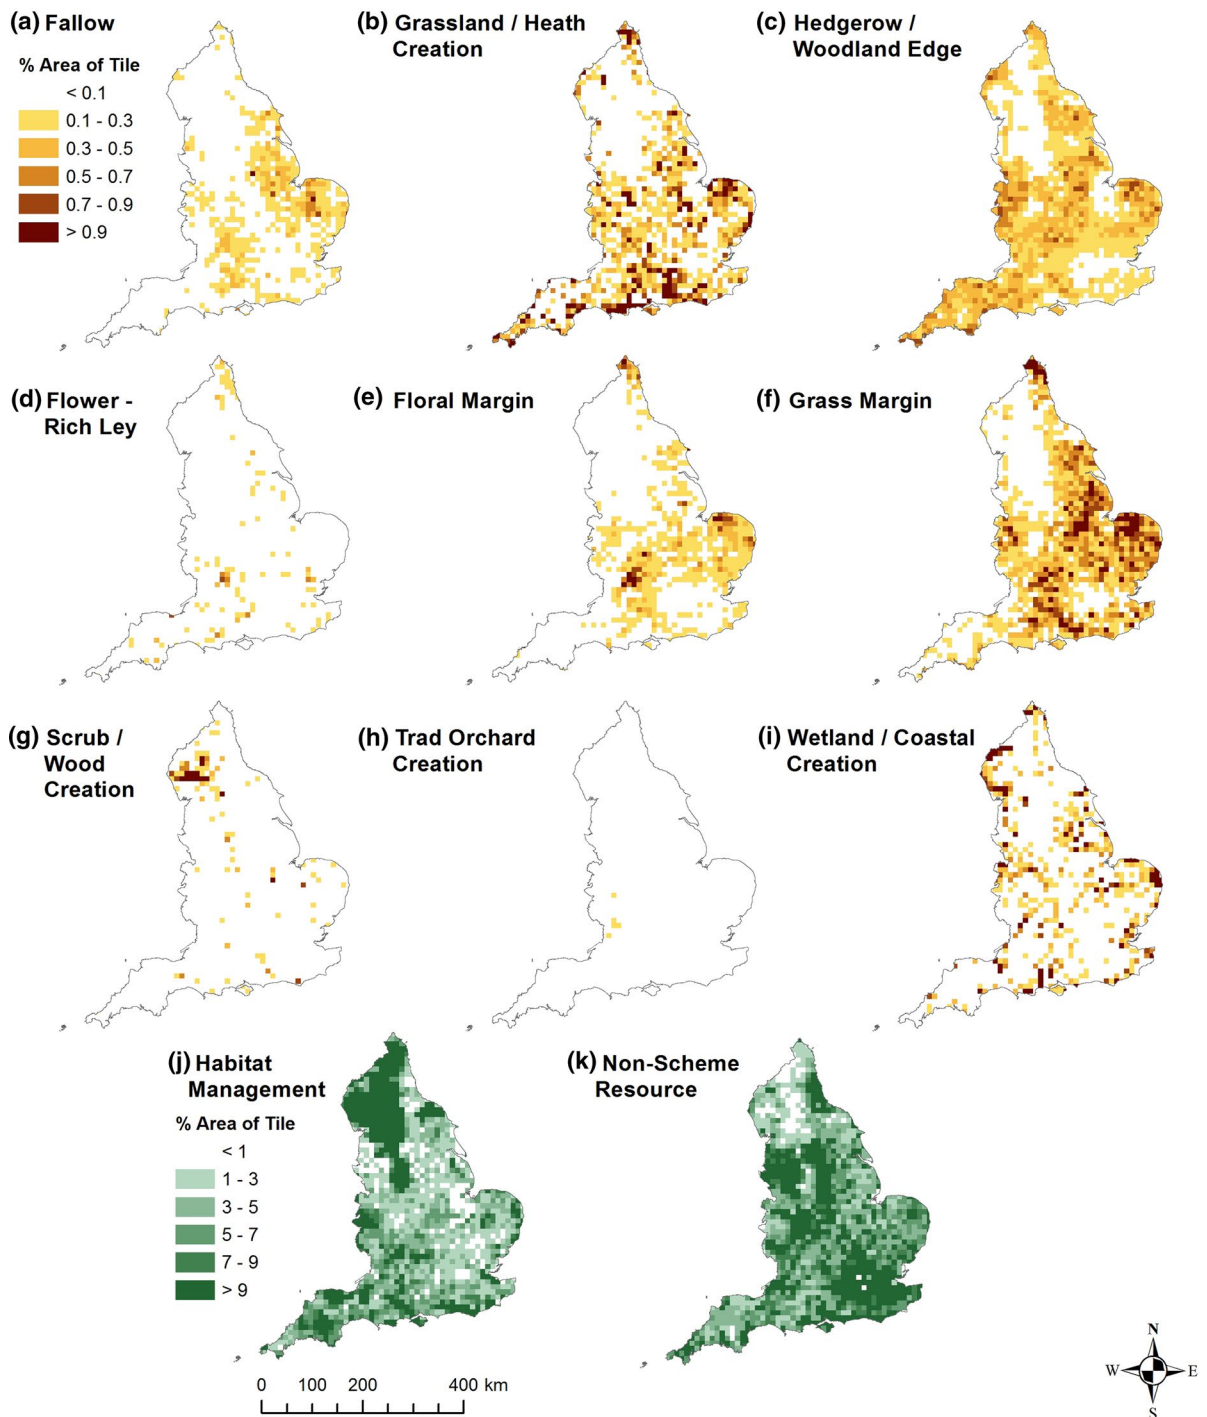 (a) Fallow
% Area of Tile
< 0.1
0.1 - 0.3
0.3 - 0.5
0.5 - 0.7
0.7 - 0.9
> 0.9
(b) Grassland / Heath
Creation
(c) Hedgerow /
Woodland Edge
(d) Flower -
Rich Ley
(e) Floral Margin
(f) Grass Margin
(g) Scrub /
Wood
Creation
(h) Trad Orchard
Creation
(i) Wetland / Coastal
Creation
(j) Habitat
Management
% Area of Tile
< 1
1 - 3
3 - 5
5 - 7
7 - 9
> 9
(k) Non-Scheme
Resource
0 100 200 400 km
N
W E
S